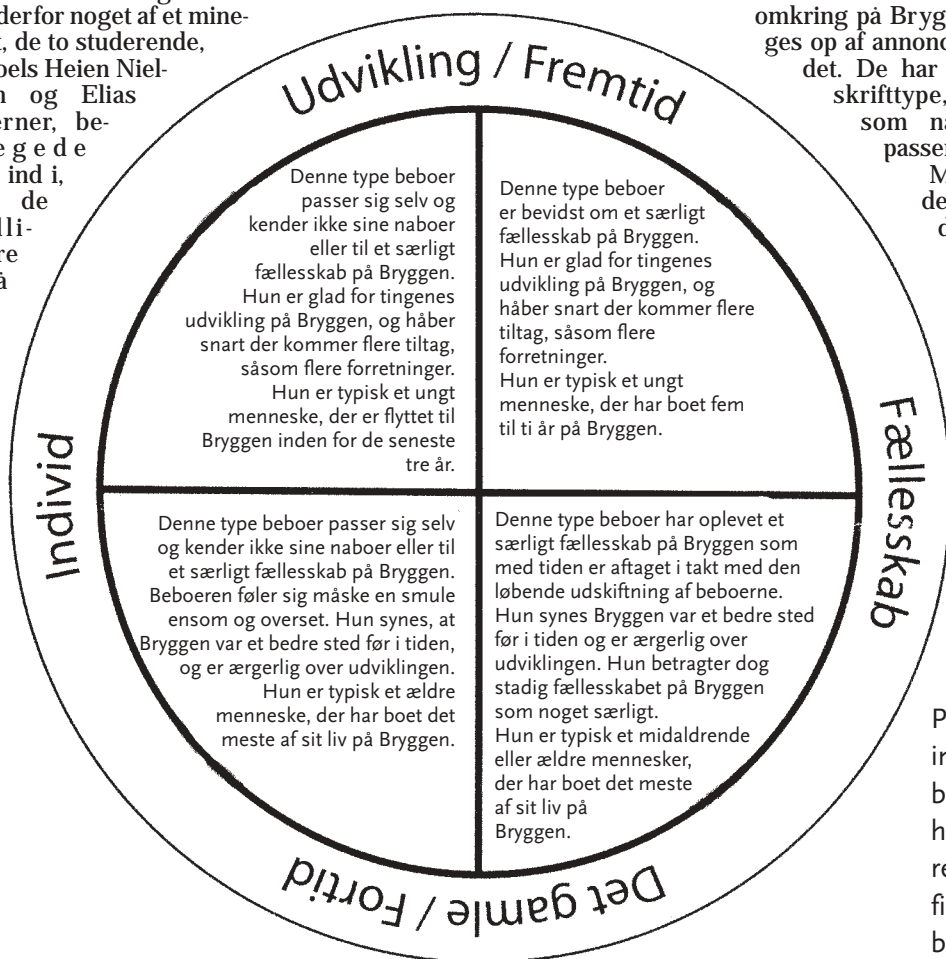 derfor noget af et mine-
de to studerende,
Heien Niel-
og Elias
be-
e g e d e
ind i,
de
omkring på
ges op af
det. De har
skrifttype,
som
Udvikling / Fremtid
Individ
Fællesskab
Det gamle / Fortid
Denne type beboer
passer sig selv og
kender ikke sine naboer
eller til et særligt
fællesskab på Bryggen.
Hun er glad for tingenes
udvikling på Bryggen, og håber
snart der kommer flere tiltag,
såsom flere forretninger.
Hun er typisk et ungt
menneske, der er flyttet til
Bryggen inden for de seneste
tre år.
Denne type beboer
er bevidst om et særligt
fællesskab på Bryggen.
Hun er glad for tingenes
udvikling på Bryggen, og
håber snart der kommer flere
tiltag, såsom flere
forretninger.
Hun er typisk et ungt
menneske, der har boet fem
til ti år på Bryggen.
Denne type beboer passer sig selv
og kender ikke sine naboer eller til
et særligt fællesskab på Bryggen.
Beboeren føler sig måske en smule
ensom og overset. Hun synes, at
Bryggen var et bedre sted før i tiden,
og er ærgerlig over udviklingen.
Hun er typisk et ældre
menneske, der har boet det
meste af sit liv på Bryggen.
Denne type beboer har oplevet et
særligt fællesskab på Bryggen som
med tiden er aftaget i takt med den
løbende udskiftning af beboerne.
Hun synes Bryggen var et bedre sted
før i tiden og er ærgerlig over
udviklingen. Hun betragter dog
stadig fællesskabet på Bryggen
som noget særligt.
Hun er typisk et midaldrende
eller ældre mennesker,
der har boet det meste
af sit liv på
Bryggen.